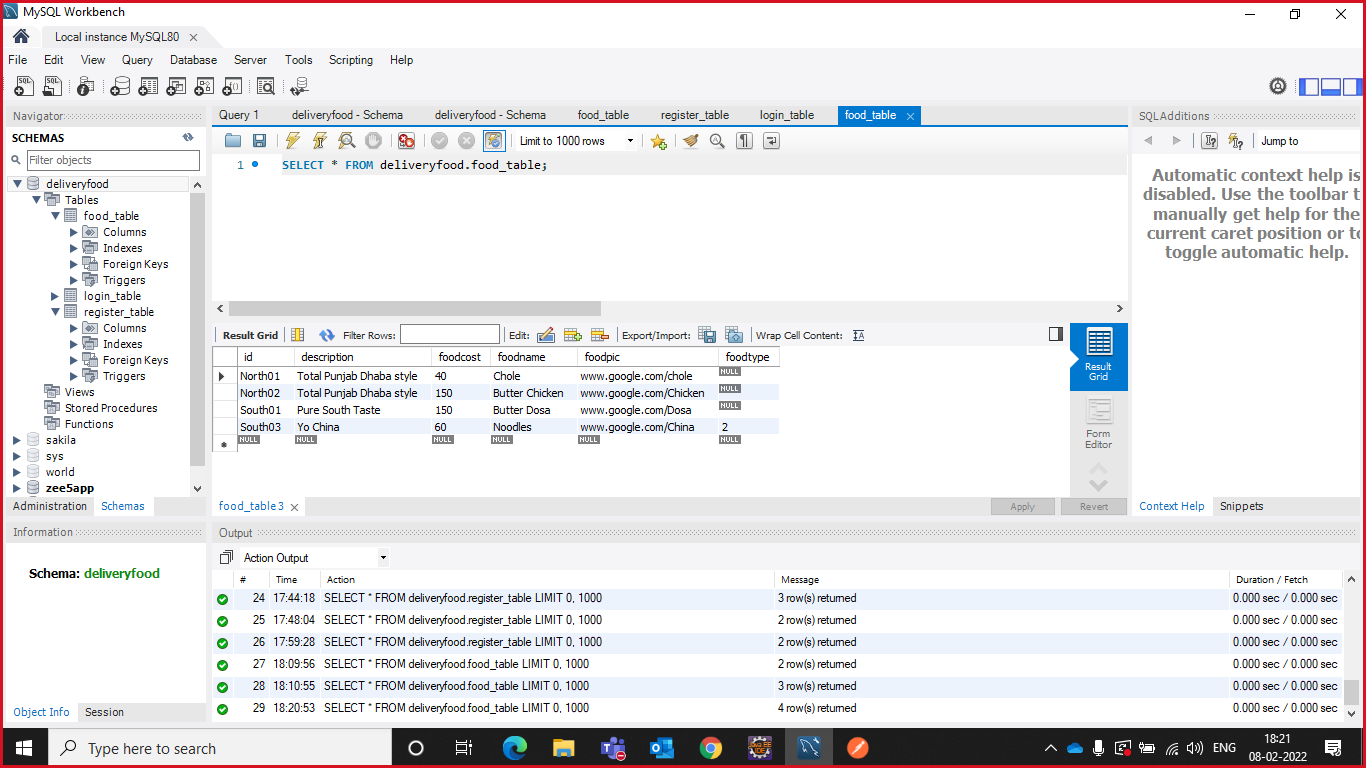 MySQL Workbench
Local instance MySQL80
File Edit View Query Database Server Tools Scripting Help
Navigator
SCHEMAS
Filter objects
deliveryfood
Tables
food_table
Columns
Indexes
Foreign Keys
Triggers
login_table
register_table
Columns
Indexes
Foreign Keys
Triggers
Views
Stored Procedures
Functions
sakila
sys
world
zee5app
Administration Schemas
Information
Schema: deliveryfood
Object Info Session
Query 1 deliveryfood - Schema deliveryfood - Schema food_table register_table login_table food_table
Limit to 1000 rows
1 SELECT * FROM deliveryfood.food_table;
Result Grid Filter Rows: Edit: Export/Import: Wrap Cell Content:
id description foodcost foodname foodpic foodtype
North01 Total Punjab Dhaba style 40 Chole www.google.com/chole NULL
North02 Total Punjab Dhaba style 150 Butter Chicken www.google.com/Chicken NULL
South01 Pure South Taste 150 Butter Dosa www.google.com/Dosa NULL
South03 Yo China 60 Noodles www.google.com/China 2
NULL NULL NULL NULL NULL NULL
Result
Grid
Form
Editor
food_table 3
Apply Revert
SQLAdditions
Jump to
Automatic context help is
disabled. Use the toolbar t
manually get help for the
current caret position or to
toggle automatic help.
Context Help Snippets
Output
Action Output
# Time Action Message Duration / Fetch
24 17:44:18 SELECT * FROM deliveryfood.register_table LIMIT 0, 1000 3 row(s) returned 0.000 sec / 0.000 sec
25 17:48:04 SELECT * FROM deliveryfood.register_table LIMIT 0, 1000 2 row(s) returned 0.000 sec / 0.000 sec
26 17:59:28 SELECT * FROM deliveryfood.register_table LIMIT 0, 1000 2 row(s) returned 0.000 sec / 0.000 sec
27 18:09:56 SELECT * FROM deliveryfood.food_table LIMIT 0, 1000 2 row(s) returned 0.000 sec / 0.000 sec
28 18:10:55 SELECT * FROM deliveryfood.food_table LIMIT 0, 1000 3 row(s) returned 0.000 sec / 0.000 sec
29 18:20:53 SELECT * FROM deliveryfood.food_table LIMIT 0, 1000 4 row(s) returned 0.000 sec / 0.000 sec
Type here to search
ENG
18:21
08-02-2022